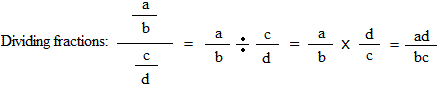 Dividing fractions: (a/b)/(c/d) = a/b ÷ c/d = a/b x d/c = ad/bc